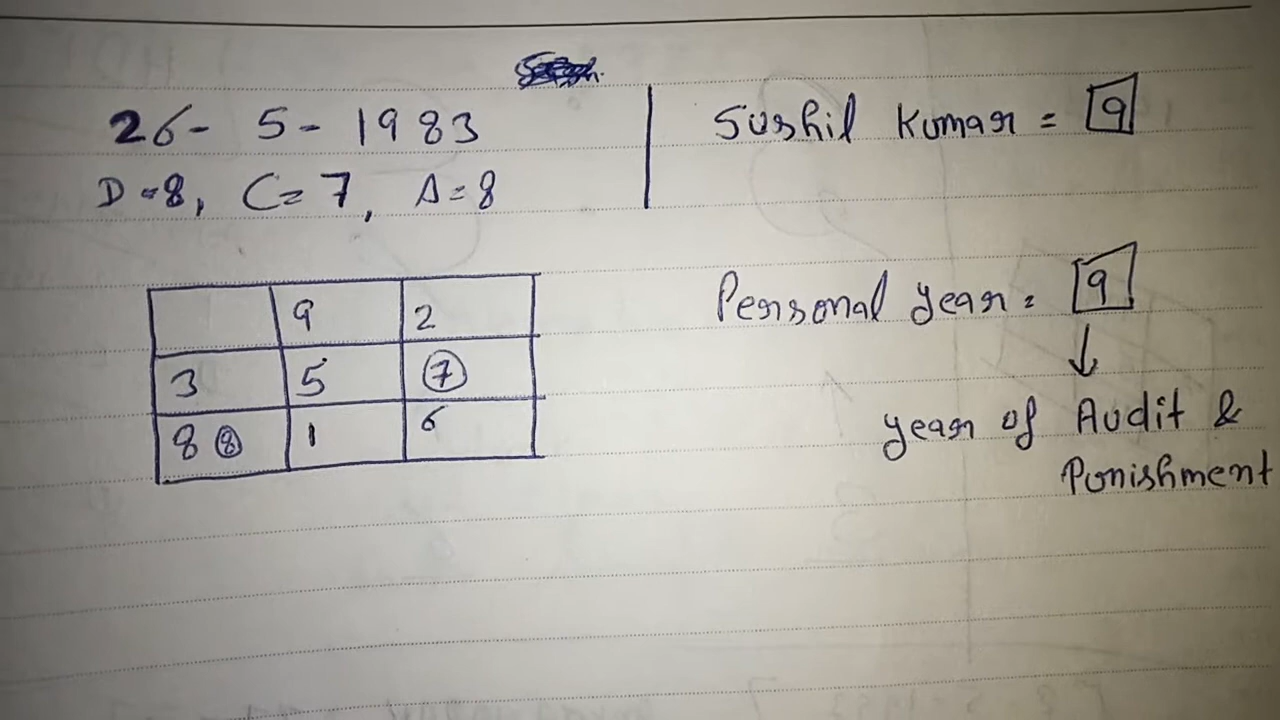 26- 5- 1983
D=8, C=7, A=8
Sushil Kumar = 9
9 2
3 5 7
8 8 1 6
Personal year = 9
↓
year of Audit &
Punishment